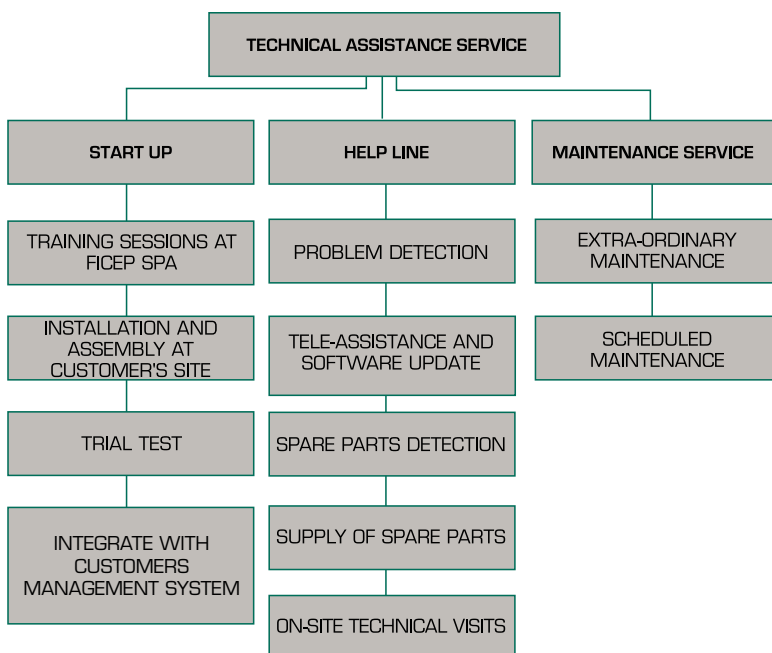 TECHNICAL ASSISTANCE SERVICE
START UP
HELP LINE
MAINTENANCE SERVICE
TRAINING SESSIONS AT
FICEP SPA
INSTALLATION AND
ASSEMBLY AT
CUSTOMER'S SITE
TRIAL TEST
INTEGRATE WITH
CUSTOMERS
MANAGEMENT SYSTEM
PROBLEM DETECTION
TELE-ASSISTANCE AND
SOFTWARE UPDATE
SPARE PARTS DETECTION
SUPPLY OF SPARE PARTS
ON-SITE TECHNICAL VISITS
EXTRA-ORDINARY
MAINTENANCE
SCHEDULED
MAINTENANCE